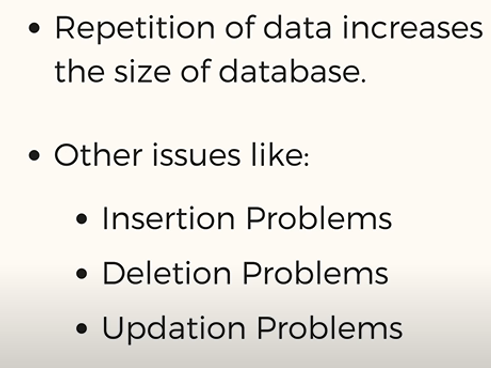 • Repetition of data increases
the size of database.
• Other issues like:
• Insertion Problems
• Deletion Problems
• Updation Problems